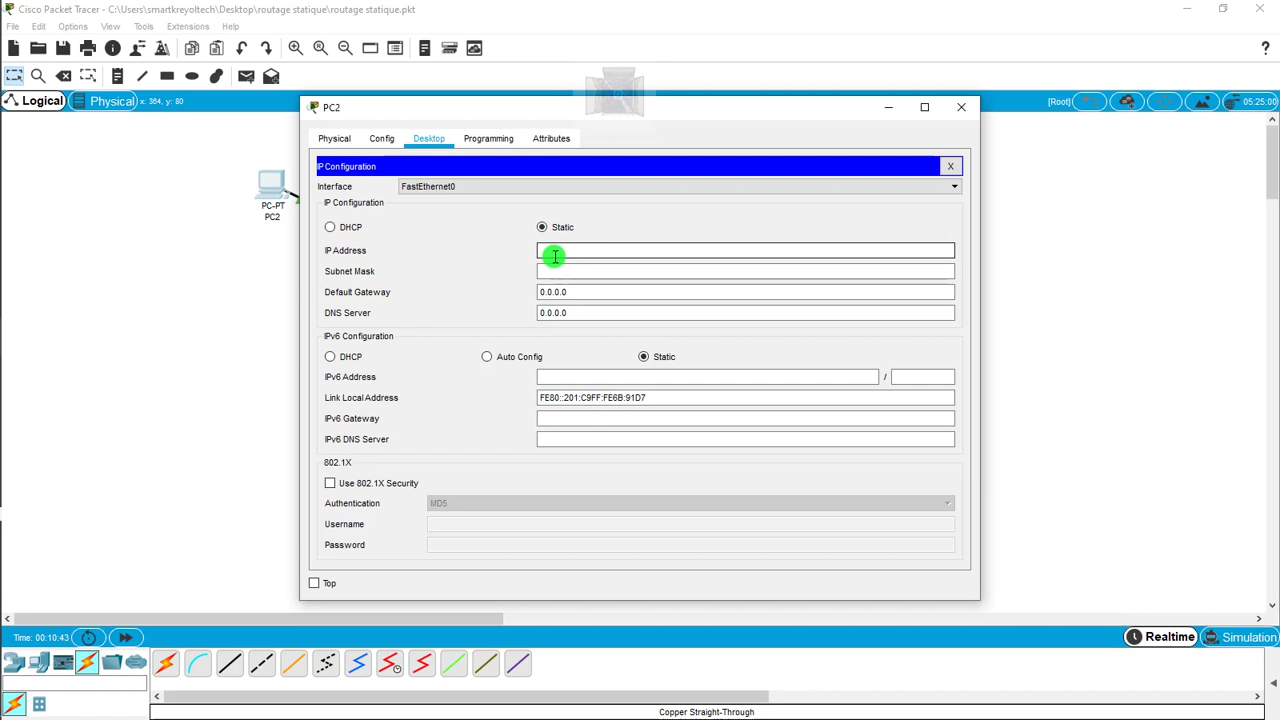 Cisco Packet Tracer - C:\Users\smartkreyoltech\Desktop\routage statique\routage statique.pkt
File Edit Options View Tools Extensions Help
?
Logical Physical x: 364, y: 80 [Root] 05:25:00
PC2
Physical Config Desktop Programming Attributes
IP Configuration X
Interface FastEthernet0
IP Configuration
DHCP Static
IP Address
Subnet Mask
Default Gateway 0.0.0.0
DNS Server 0.0.0.0
IPv6 Configuration
DHCP Auto Config Static
IPv6 Address /
Link Local Address FE80::201:C9FF:FE6B:91D7
IPv6 Gateway
IPv6 DNS Server
802.1X
Use 802.1X Security
Authentication MD5
Username
Password
Top
PC-PT
PC2
Time: 00:10:43 Realtime Simulation
Copper Straight-Through